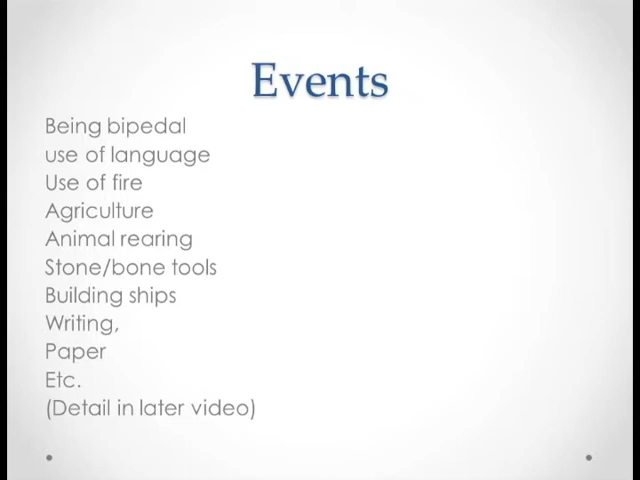 Events
Being bipedal
use of language
Use of fire
Agriculture
Animal rearing
Stone/bone tools
Building ships
Writing,
Paper
Etc.
(Detail in later video)